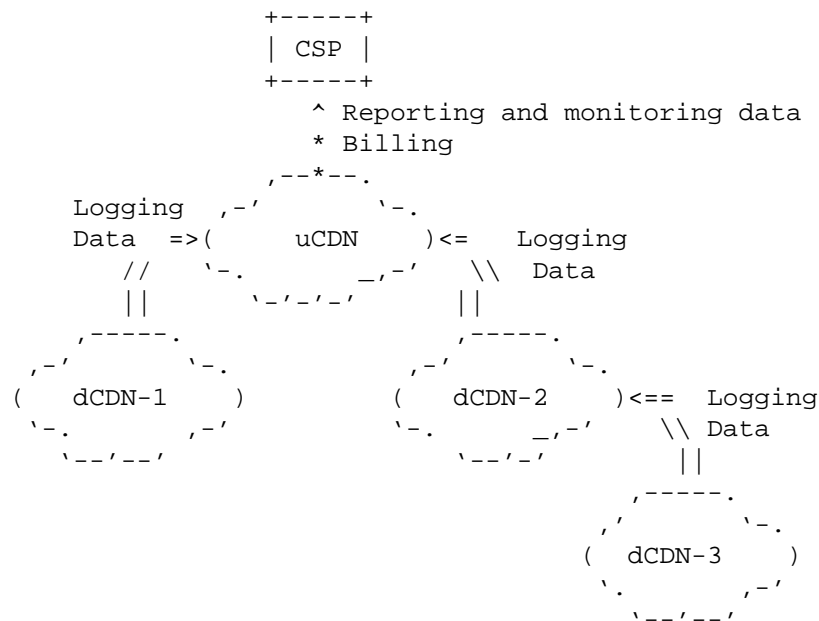 CSP
Reporting and monitoring data
Billing
Logging
Data uCDN Logging
Data
dCDN-1 dCDN-2 Logging
Data
dCDN-3